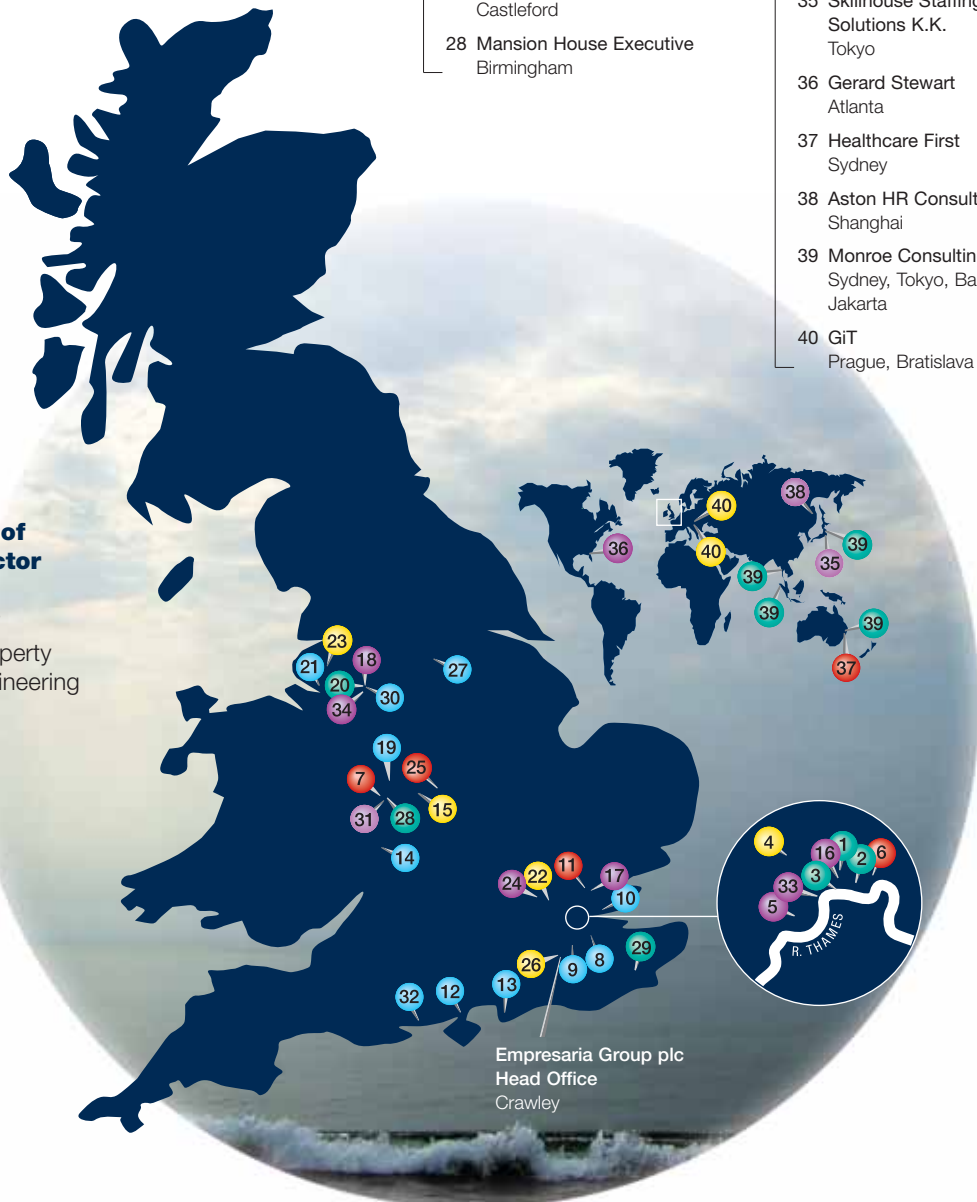 Castleford
28 Mansion House Executive
Birmingham
35 Skillhouse Staffing
Solutions K.K.
Tokyo
36 Gerard Stewart
Atlanta
37 Healthcare First
Sydney
38 Aston HR Consult
Shanghai
39 Monroe Consultin
Sydney, Tokyo, Ba
Jakarta
40 GiT
Prague, Bratislava
of
ctor
perty
ineering
40
38
36
40
39
35
39
39
39
37
23
18
21
27
20
30
34
19
25
7
15
31
28
14
11
17
24
22
10
29
26
9
8
13
12
32
4
16
1
2
6
3
33
5
R. THAMES
Empresaria Group plc
Head Office
Crawley